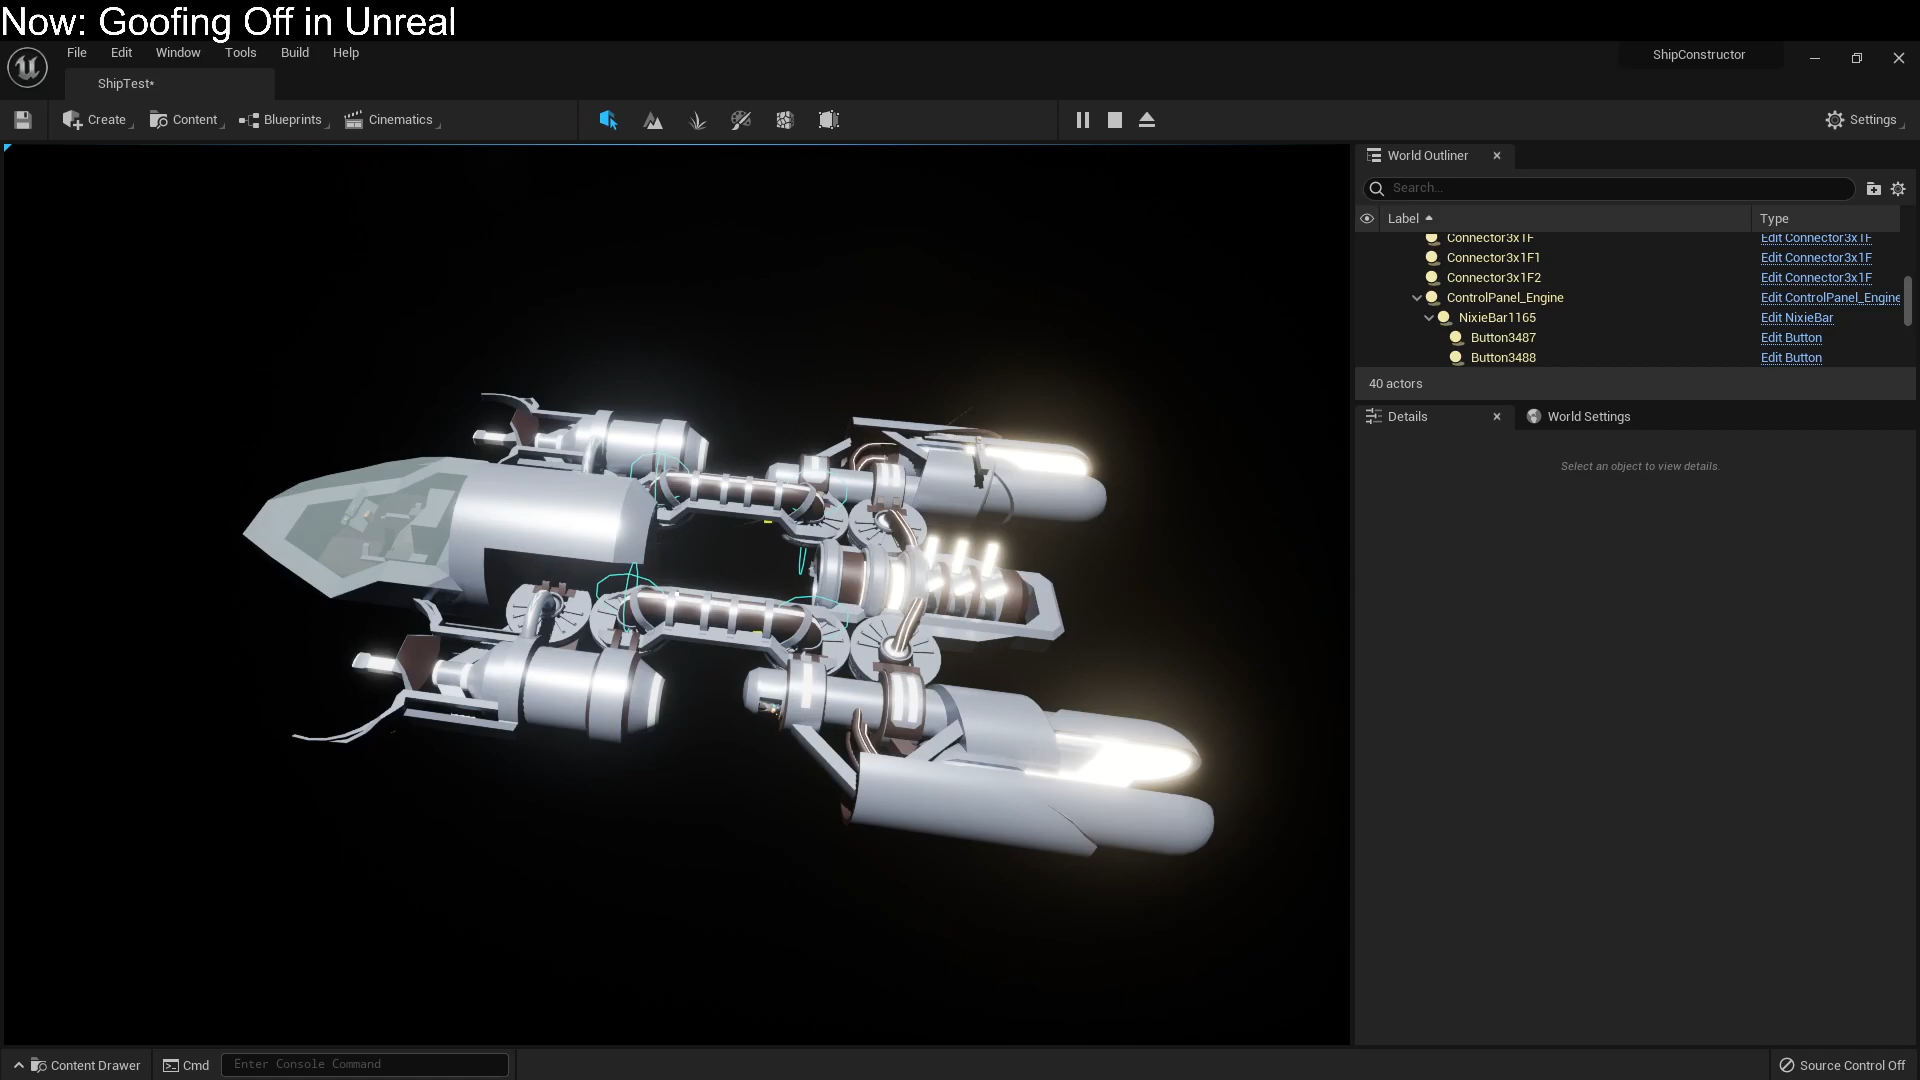 Now: Goofing Off in Unreal
File Edit Window Tools Build Help
ShipConstructor
ShipTest•
Create Content Blueprints Cinematics
Settings
World Outliner
Search...
Label Type
Connector3x1F Edit Connector3x1F
Connector3x1F1 Edit Connector3x1F
Connector3x1F2 Edit Connector3x1F
ControlPanel_Engine Edit ControlPanel_Engine
NixieBar1165 Edit NixieBar
Button3487 Edit Button
Button3488 Edit Button
40 actors
Details World Settings
Select an object to view details.
Content Drawer Cmd Enter Console Command Source Control Off